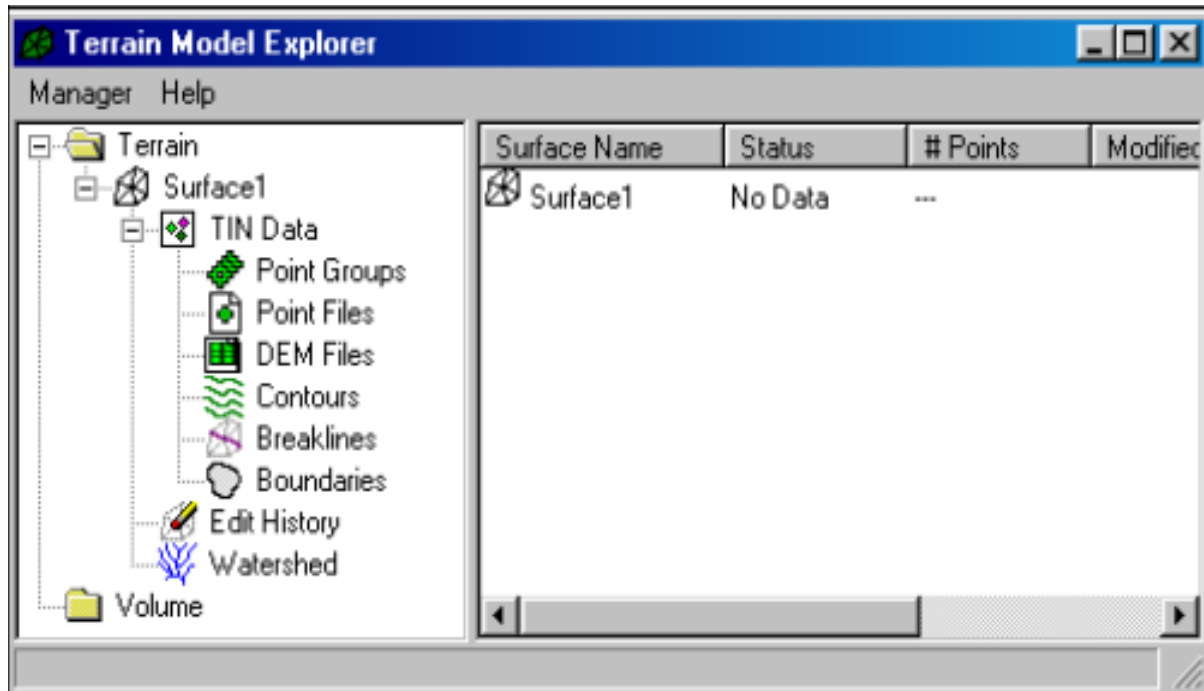 Terrain Model Explorer
Manager Help
Terrain
Surface1
TIN Data
Point Groups
Point Files
DEM Files
Contours
Breaklines
Boundaries
Edit History
Watershed
Volume
Surface Name Status # Points Modified
Surface1 No Data ---